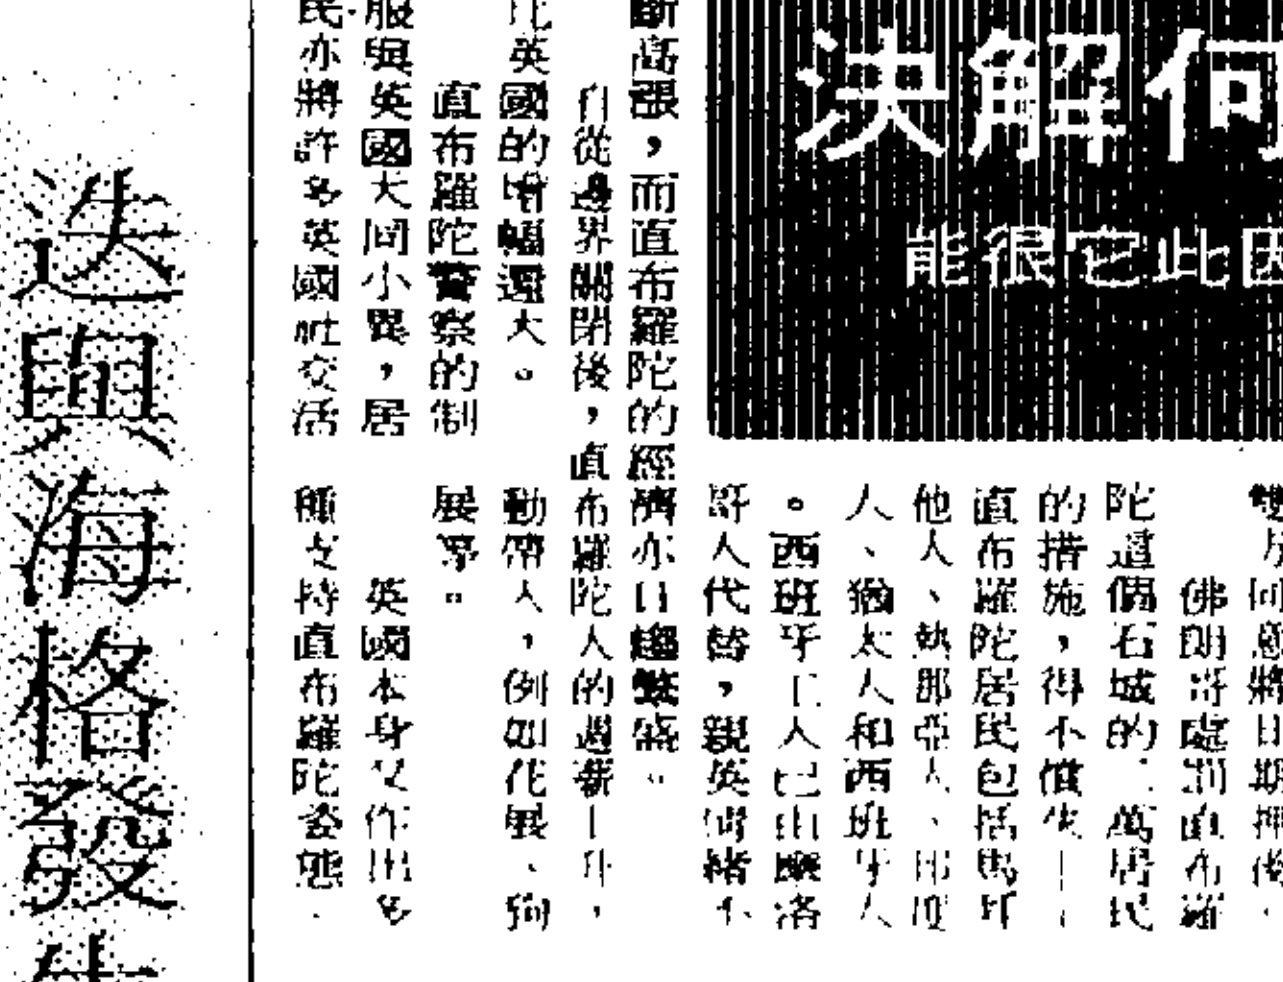 何解決
因此它很能
雙方同意將日期押後，
佛朗哥處罰直布羅
陀這個石城的二萬居民
的措施，得不償失——
直布羅陀居民包括馬耳
他人、熱那亞人、印度
人、猶太人和西班牙人
。西班牙工人已由摩洛
哥人代替，親英情緒不
斷高漲，而直布羅陀的經濟亦日趨繁盛。
自從邊界關閉後，直布羅陀人的週薪上升，
比英國的增幅還大。
直布羅陀警察的制
服與英國大同小異，居
民亦將許多英國社交活
動帶入，例如花展、狗
展等。
英國本身又作出多
種支持直布羅陀姿態，
迭與海格發生